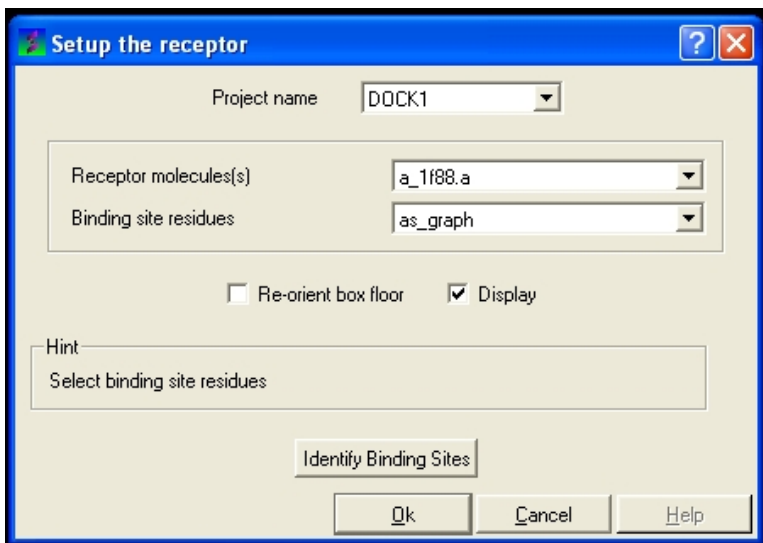 Setup the receptor
Project name DOCK1
Receptor molecules(s) a_1f88.a
Binding site residues as_graph
Re-orient box floor Display
Hint
Select binding site residues
Identify Binding Sites
Ok Cancel Help